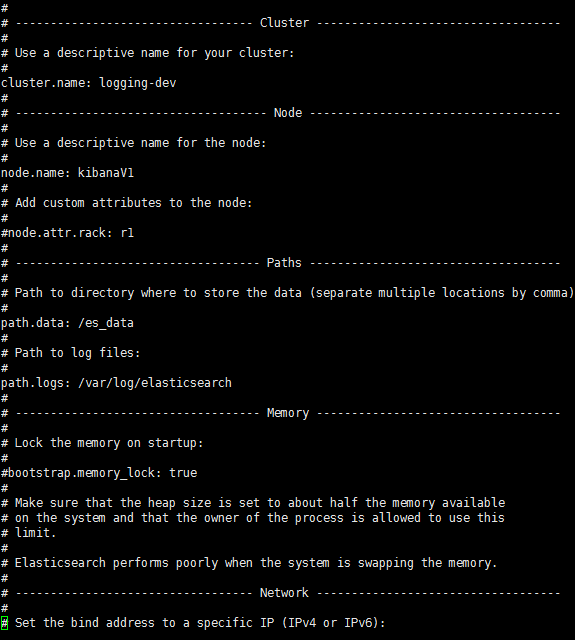 #
# ---------------------------------- Cluster -----------------------------------
#
# Use a descriptive name for your cluster:
#
cluster.name: logging-dev
#
# ------------------------------------ Node ------------------------------------
#
# Use a descriptive name for the node:
#
node.name: kibanaV1
#
# Add custom attributes to the node:
#
#node.attr.rack: r1
#
# ----------------------------------- Paths ------------------------------------
#
# Path to directory where to store the data (separate multiple locations by comma)
#
path.data: /es_data
#
# Path to log files:
#
path.logs: /var/log/elasticsearch
#
# ----------------------------------- Memory -----------------------------------
#
# Lock the memory on startup:
#
#bootstrap.memory_lock: true
#
# Make sure that the heap size is set to about half the memory available
# on the system and that the owner of the process is allowed to use this
# limit.
#
# Elasticsearch performs poorly when the system is swapping the memory.
#
# ---------------------------------- Network -----------------------------------
#
# Set the bind address to a specific IP (IPv4 or IPv6):